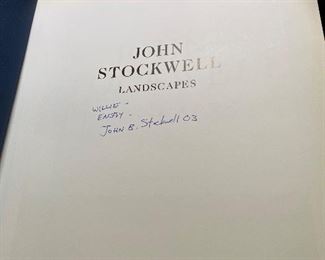 JOHN
STOCKWELL
LANDSCAPES
WILLIE -
ENJOY -
JOHN B. Stockwell 03